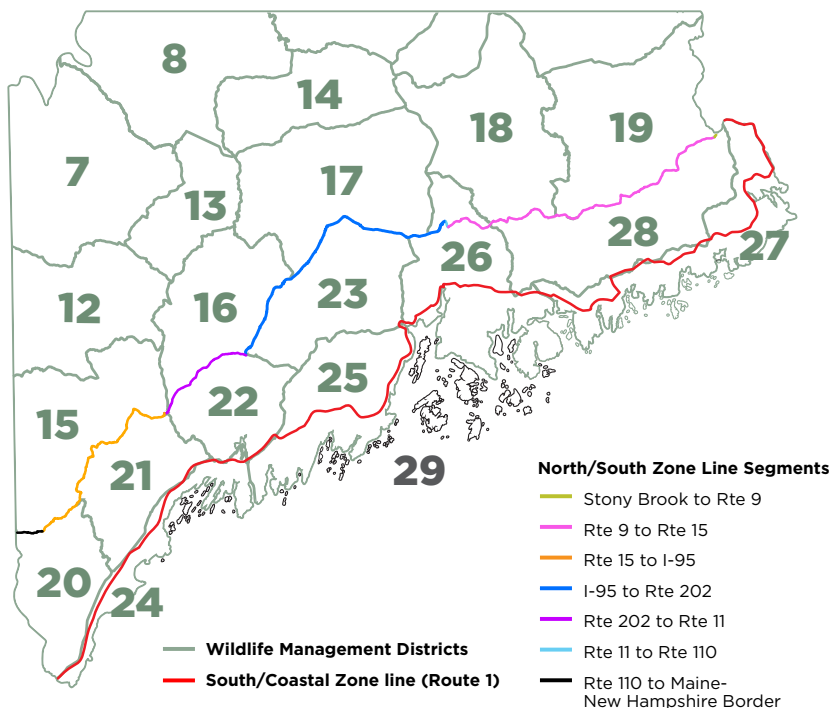 8
14
18
19
7
17
13
28
27
26
12
16
23
25
22
15
29
21
20
24
North/South Zone Line Segments
Stony Brook to Rte 9
Rte 9 to Rte 15
Rte 15 to I-95
I-95 to Rte 202
Rte 202 to Rte 11
Rte 11 to Rte 110
Rte 110 to Maine-
New Hampshire Border
Wildlife Management Districts
South/Coastal Zone line (Route 1)